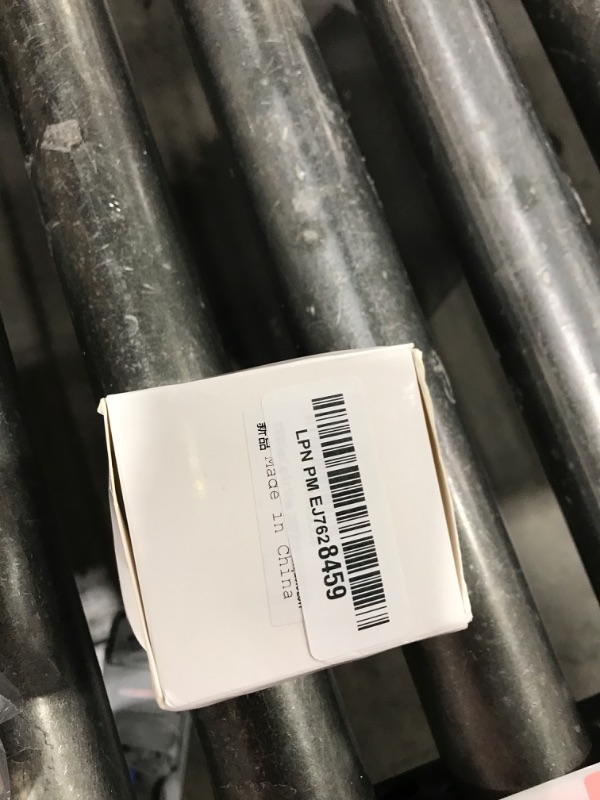 LPN PM EJ7628459
新品 Made in China